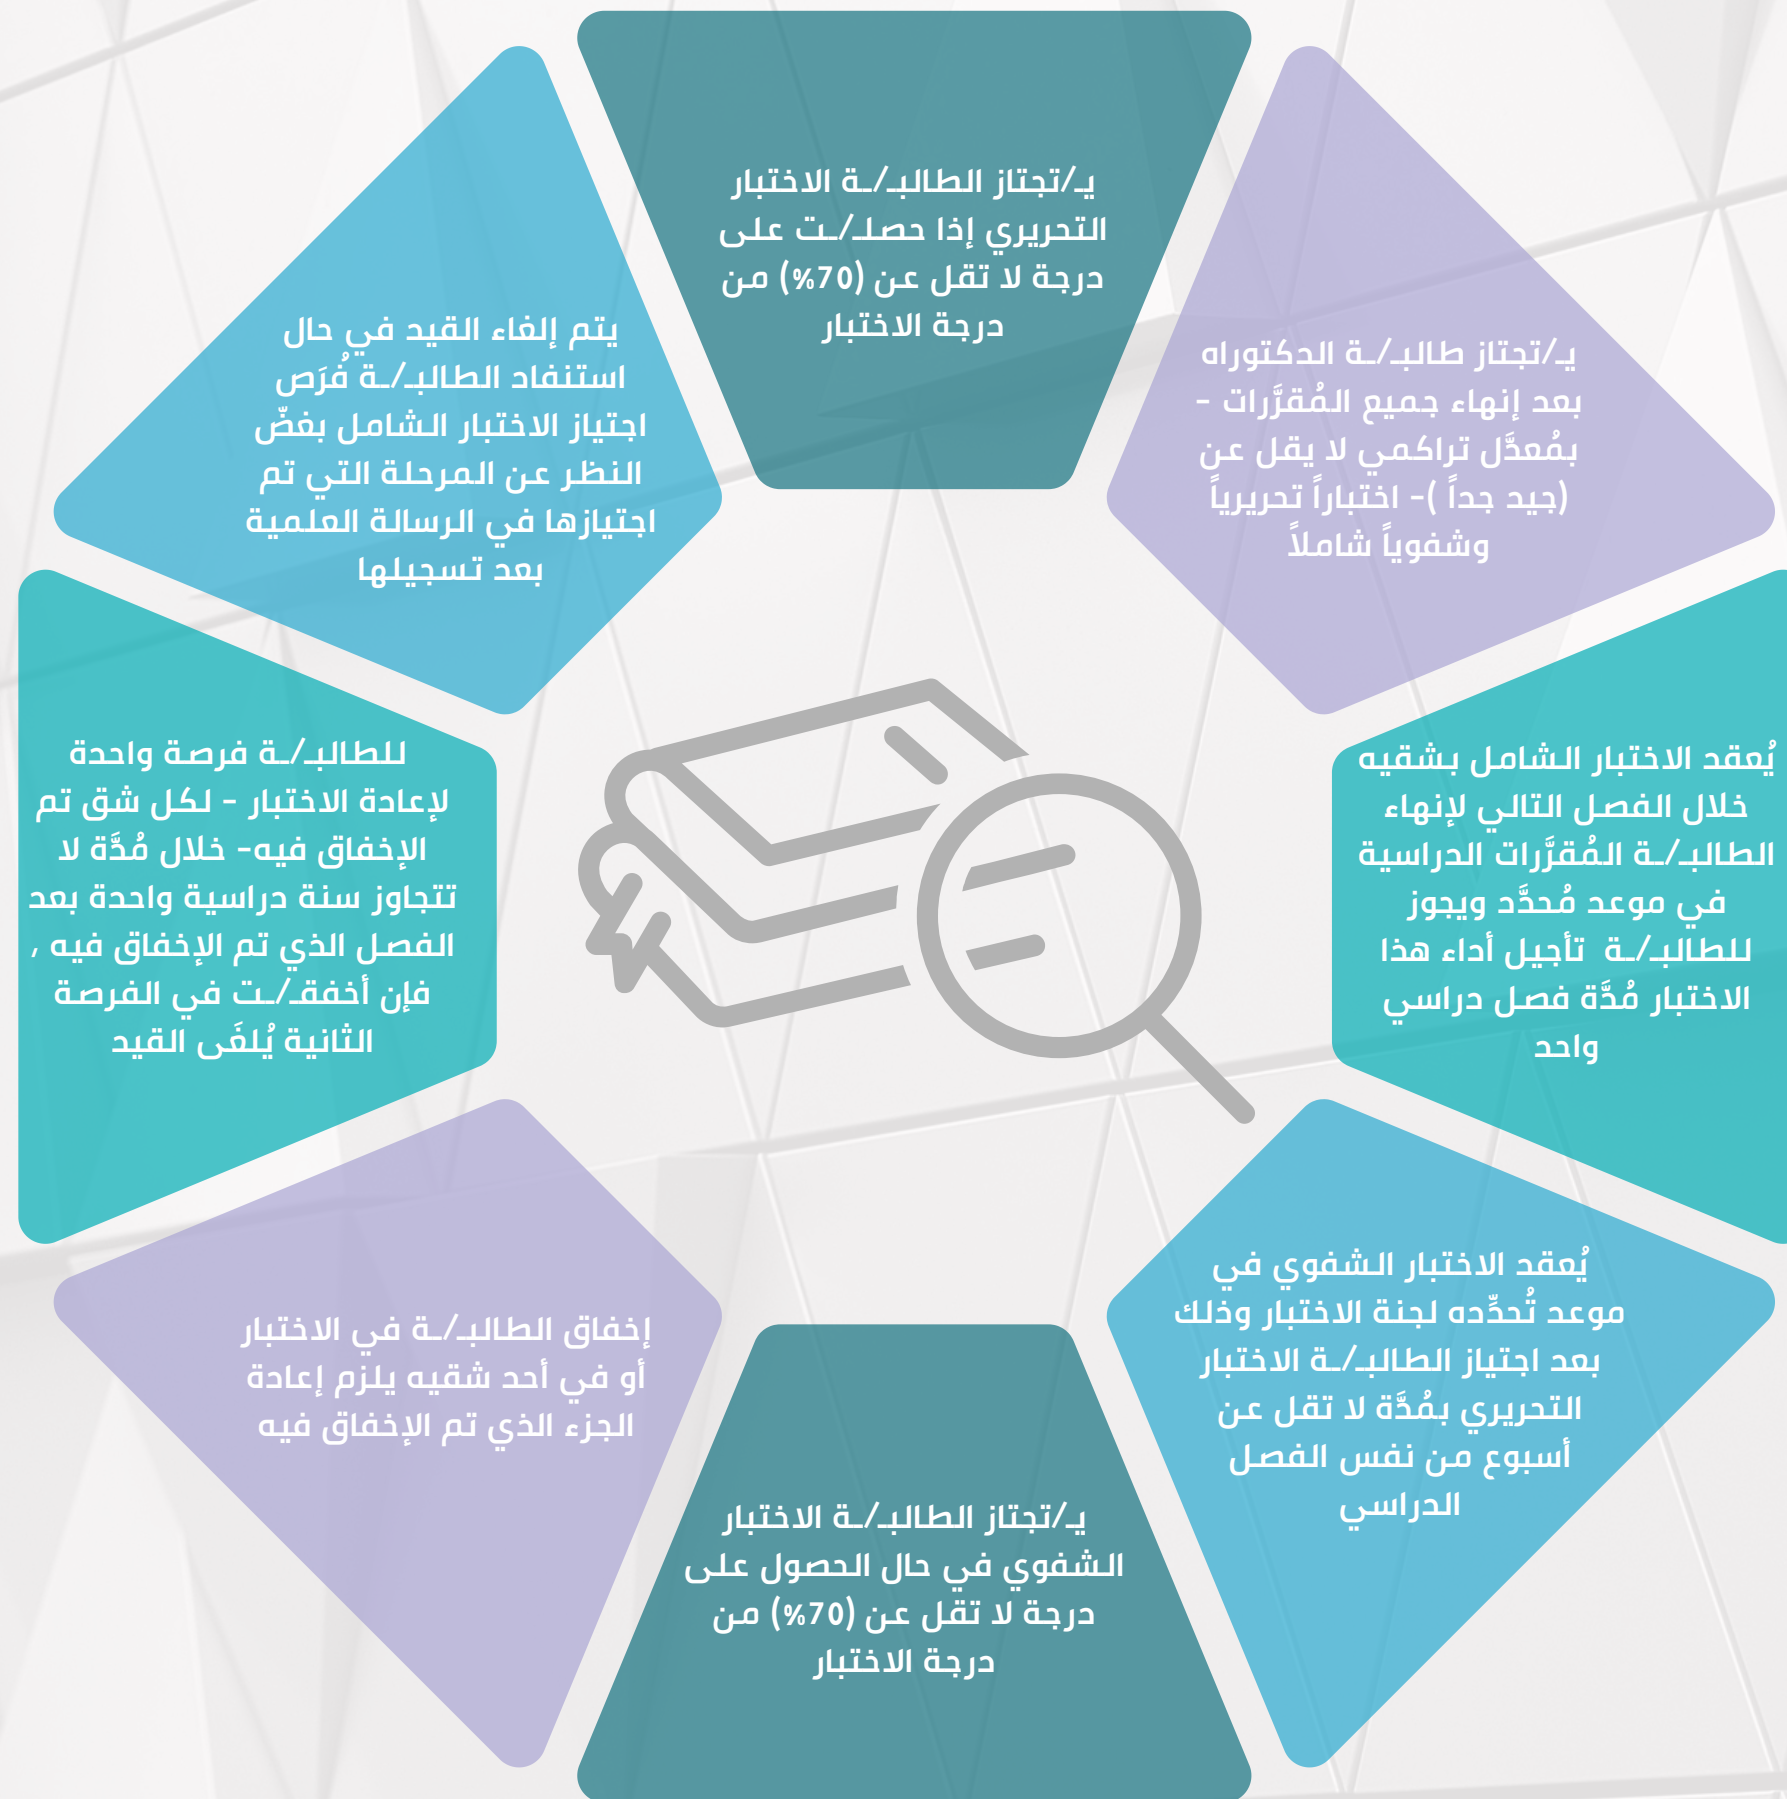 يـ/تجتاز الطالبـ/ـة الاختبار
التحريري إذا حصلـ/ـت على
درجة لا تقل عن (70%) من
درجة الاختبار
يـ/تجتاز طالبـ/ـة الدكتوراه
بعد إنهاء جميع المُقرَّرات -
بمُعدَّل تراكمي لا يقل عن
(جيد جداً )- اختباراً تحريرياً
وشفوياً شاملاً
يُعقد الاختبار الشامل بشقيه
خلال الفصل التالي لإنهاء
الطالبـ/ـة المُقرَّرات الدراسية
في موعد مُحدَّد ويجوز
للطالبـ/ـة تأجيل أداء هذا
الاختبار مُدَّة فصل دراسي
واحد
يُعقد الاختبار الشفوي في
موعد تُحدِّده لجنة الاختبار وذلك
بعد اجتياز الطالبـ/ـة الاختبار
التحريري بمُدَّة لا تقل عن
أسبوع من نفس الفصل
الدراسي
يـ/تجتاز الطالبـ/ـة الاختبار
الشفوي في حال الحصول على
درجة لا تقل عن (70%) من
درجة الاختبار
إخفاق الطالبـ/ـة في الاختبار
أو في أحد شقيه يلزم إعادة
الجزء الذي تم الإخفاق فيه
للطالبـ/ـة فرصة واحدة
لإعادة الاختبار - لكل شق تم
الإخفاق فيه- خلال مُدَّة لا
تتجاوز سنة دراسية واحدة بعد
الفصل الذي تم الإخفاق فيه ,
فإن أخفقـ/ـت في الفرصة
الثانية يُلغَى القيد
يتم إلغاء القيد في حال
استنفاد الطالبـ/ـة فُرَص
اجتياز الاختبار الشامل بغضّ
النظر عن المرحلة التي تم
اجتيازها في الرسالة العلمية
بعد تسجيلها